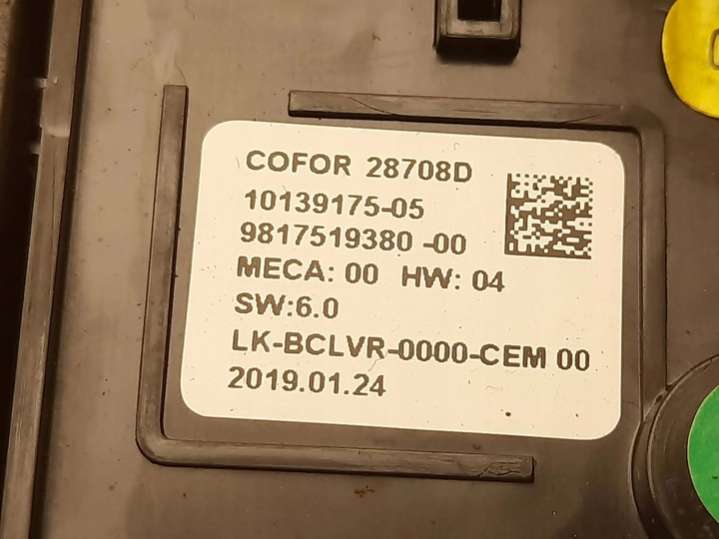 COFOR 28708D
10139175-05
9817519380 -00
MECA: 00 HW: 04
SW:6.0
LK-BCLVR-0000-CEM 00
2019.01.24